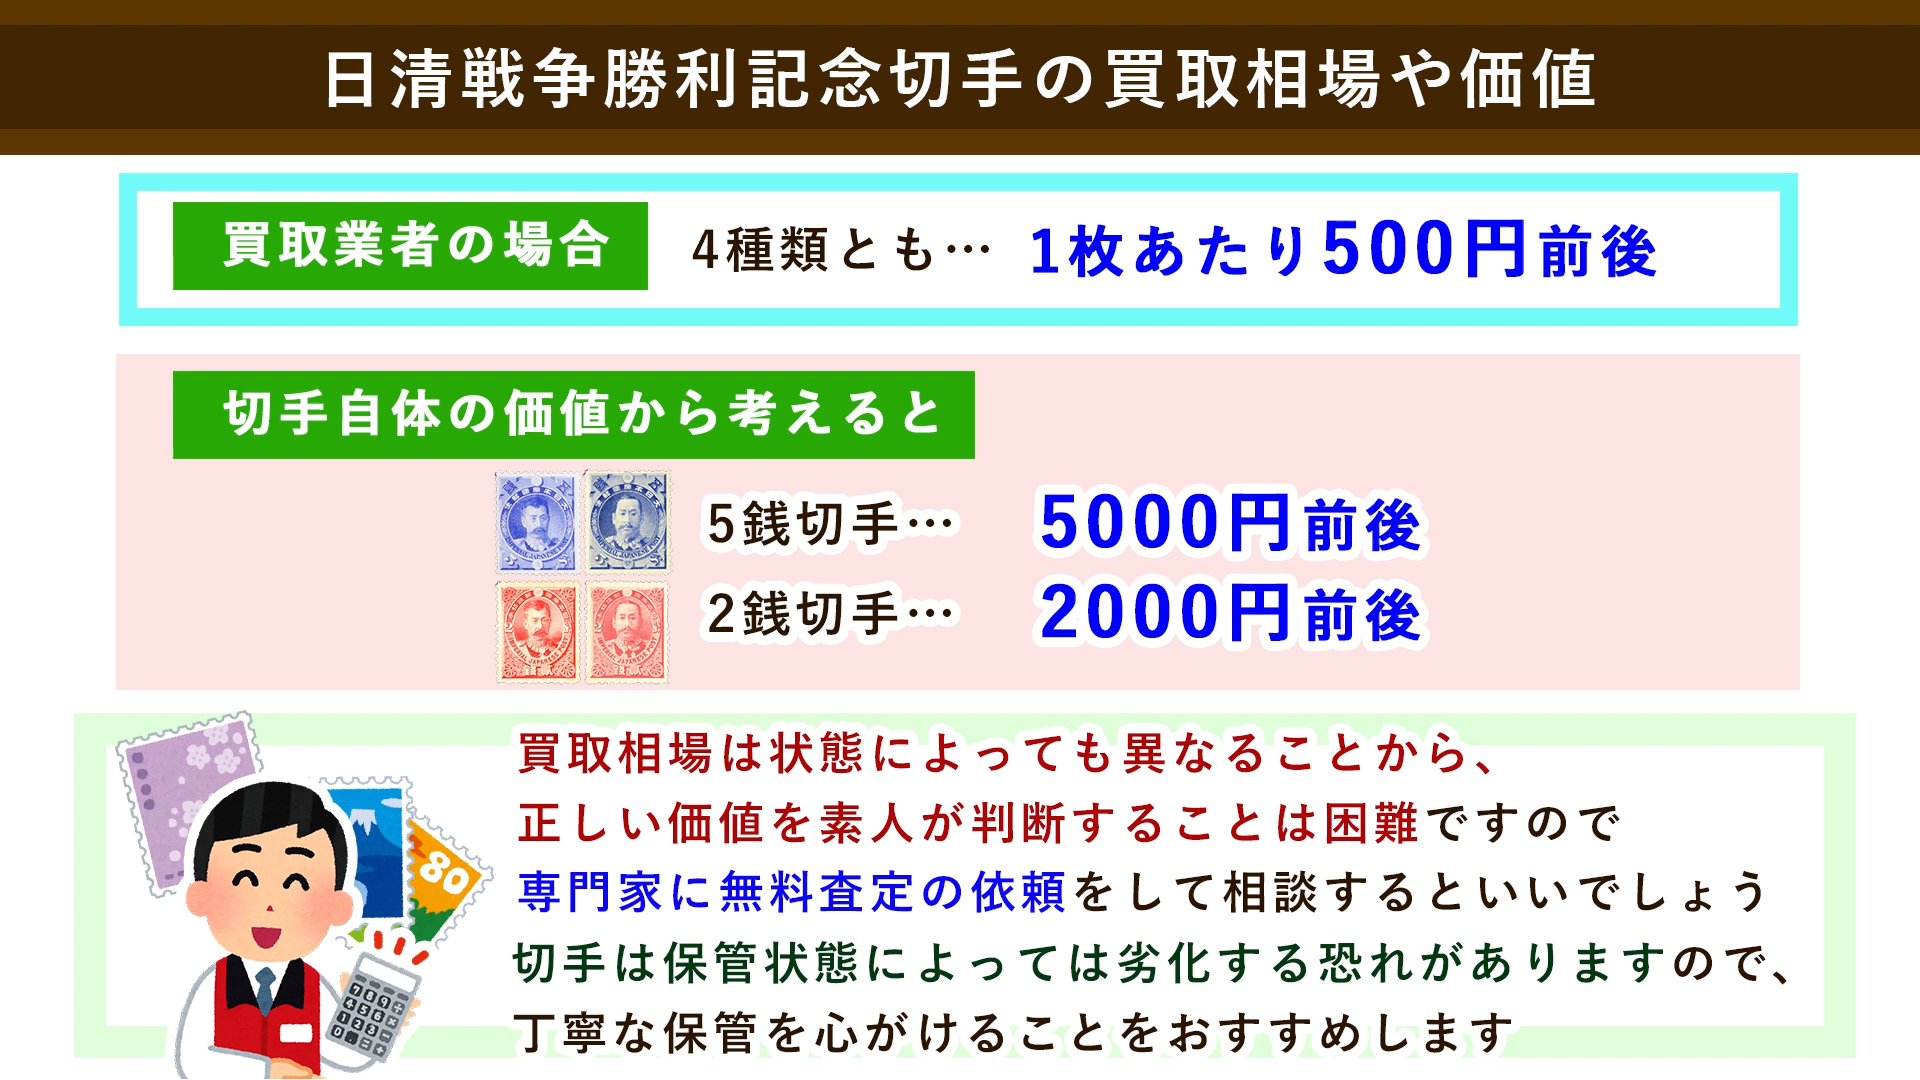 日清戦争勝利記念切手の買取相場や価値
買取業者の場合
4種類とも… 1枚あたり500円前後
切手自体の価値から考えると
5銭切手… 5000円前後
2銭切手… 2000円前後
買取相場は状態によっても異なることから、
正しい価値を素人が判断することは困難ですので
専門家に無料査定の依頼をして相談するといいでしょう
切手は保管状態によっては劣化する恐れがありますので、
丁寧な保管を心がけることをおすすめします
80